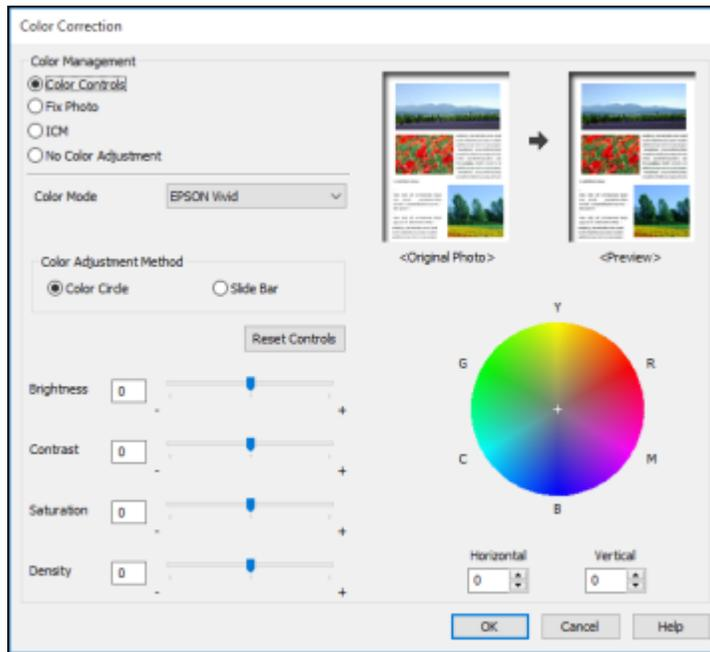 Color Correction
Color Management
Color Controls
Fix Photo
ICM
No Color Adjustment
Color Mode
EPSON Vivid
Color Adjustment Method
Color Circle
Slide Bar
Reset Controls
Brightness
0
-
+
Contrast
0
-
+
Saturation
0
-
+
Density
0
-
+
<Original Photo>
<Preview>
Y
G
R
C
M
B
Horizontal
Vertical
0
0
OK
Cancel
Help